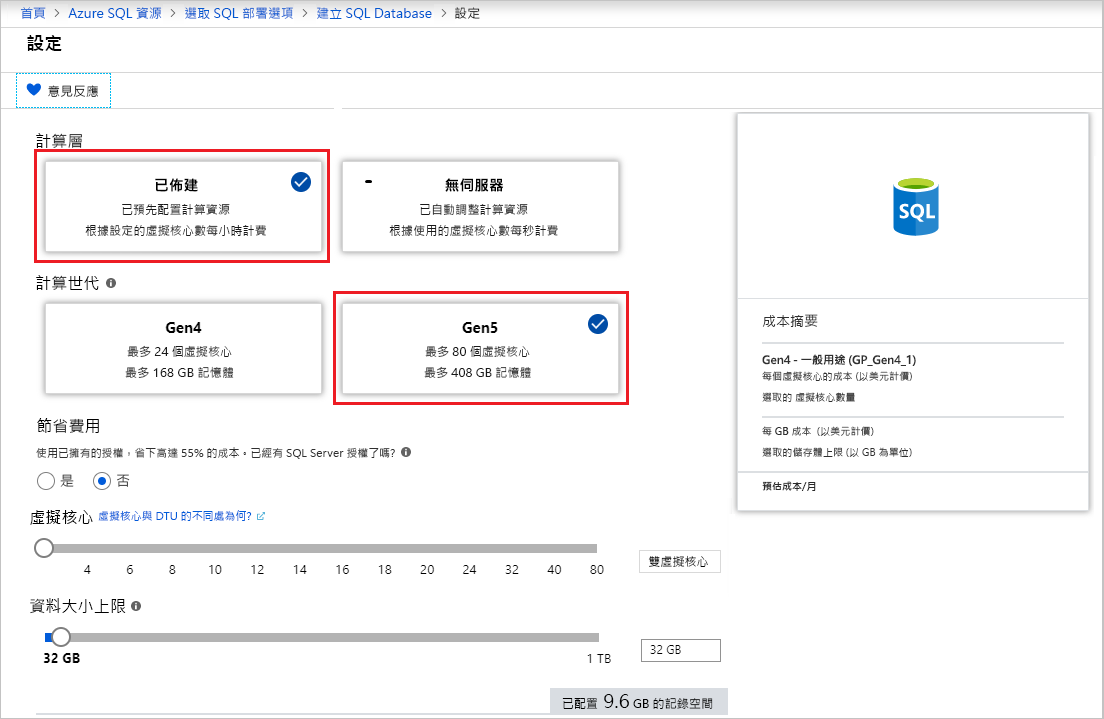 首頁 > Azure SQL 資源 > 選取 SQL 部署選項 > 建立 SQL Database > 設定
設定
意見反應
計算層
已佈建
已預先配置計算資源
根據設定的虛擬核心數每小時計費
無伺服器
已自動調整計算資源
根據使用的虛擬核心數每秒計費
計算世代
Gen4
最多 24 個虛擬核心
最多 168 GB 記憶體
Gen5
最多 80 個虛擬核心
最多 408 GB 記憶體
節省費用
使用已擁有的授權，省下高達 55% 的成本。已經有 SQL Server 授權了嗎?
是 否
虛擬核心 虛擬核心與 DTU 的不同處為何?
4 6 8 10 12 14 16 18 20 24 32 40 80
雙虛擬核心
資料大小上限
32 GB
1 TB
32 GB
已配置 9.6 GB 的記錄空間
SQL
成本摘要
Gen4 - 一般用途 (GP_Gen4_1)
每個虛擬核心的成本 (以美元計價)
選取的 虛擬核心數量
每 GB 成本 (以美元計價)
選取的儲存體上限 (以 GB 為單位)
預估成本/月